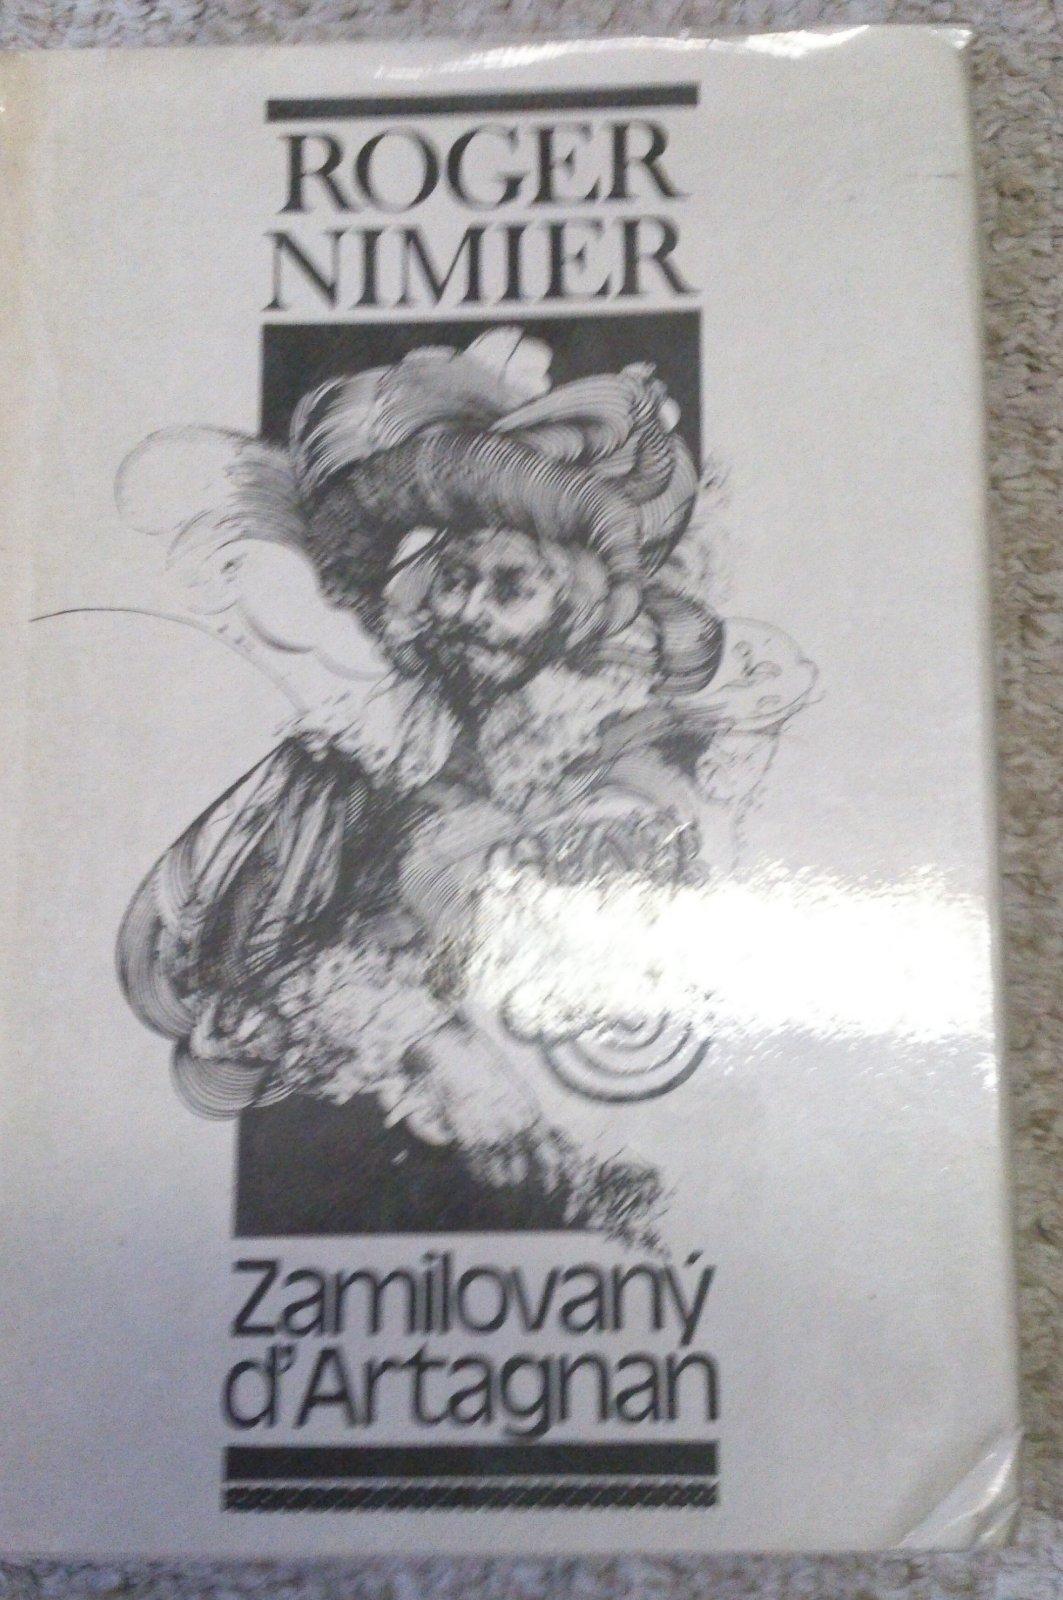 ROGER
NIMIER
Zamilovaný
d'Artagnan